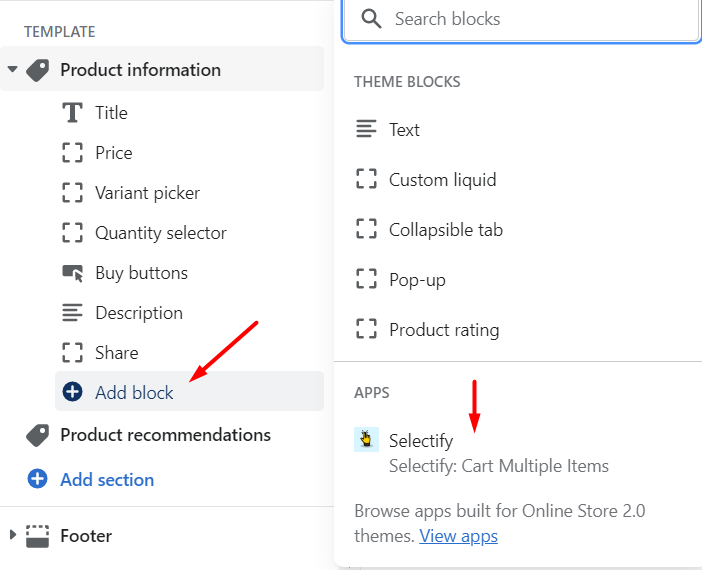 TEMPLATE
Product information
Title
Price
Variant picker
Quantity selector
Buy buttons
Description
Share
Add block
Product recommendations
Add section
Footer
Search blocks
THEME BLOCKS
Text
Custom liquid
Collapsible tab
Pop-up
Product rating
APPS
Selectify
Selectify: Cart Multiple Items
Browse apps built for Online Store 2.0
themes. View apps